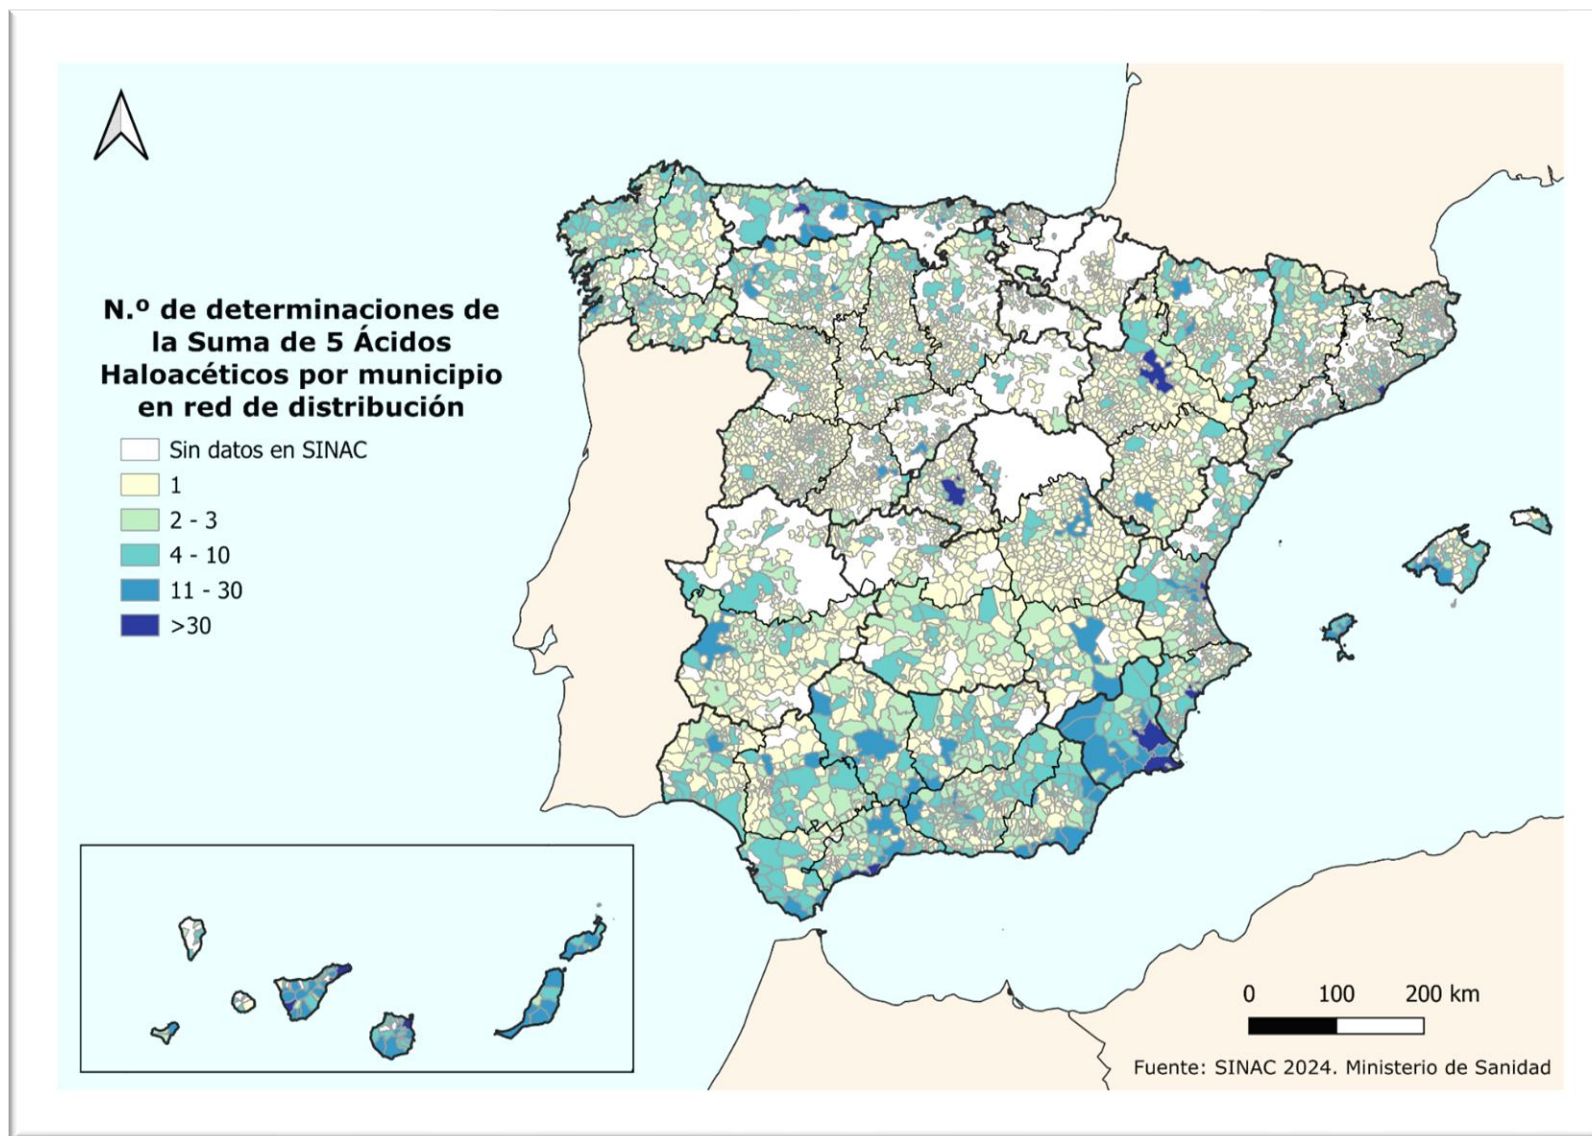 N.º de determinaciones de
la Suma de 5 Ácidos
Haloacéticos por municipio
en red de distribución
Sin datos en SINAC
1
2 - 3
4 - 10
11 - 30
>30
0 100 200 km
Fuente: SINAC 2024. Ministerio de Sanidad